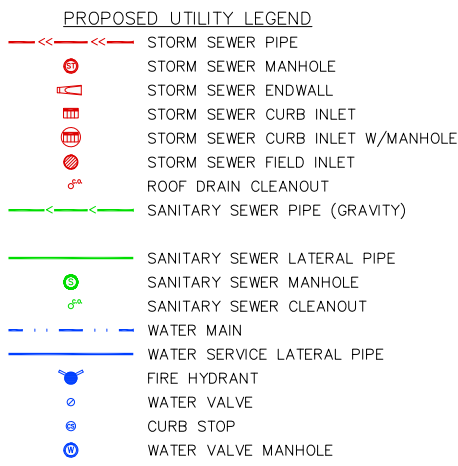 PROPOSED UTILITY LEGEND
<< << STORM SEWER PIPE
ST STORM SEWER MANHOLE
STORM SEWER ENDWALL
STORM SEWER CURB INLET
STORM SEWER CURB INLET W/MANHOLE
STORM SEWER FIELD INLET
C.O. ROOF DRAIN CLEANOUT
< < SANITARY SEWER PIPE (GRAVITY)
SANITARY SEWER LATERAL PIPE
S SANITARY SEWER MANHOLE
C.O. SANITARY SEWER CLEANOUT
WATER MAIN
WATER SERVICE LATERAL PIPE
FIRE HYDRANT
WATER VALVE
CS CURB STOP
W WATER VALVE MANHOLE